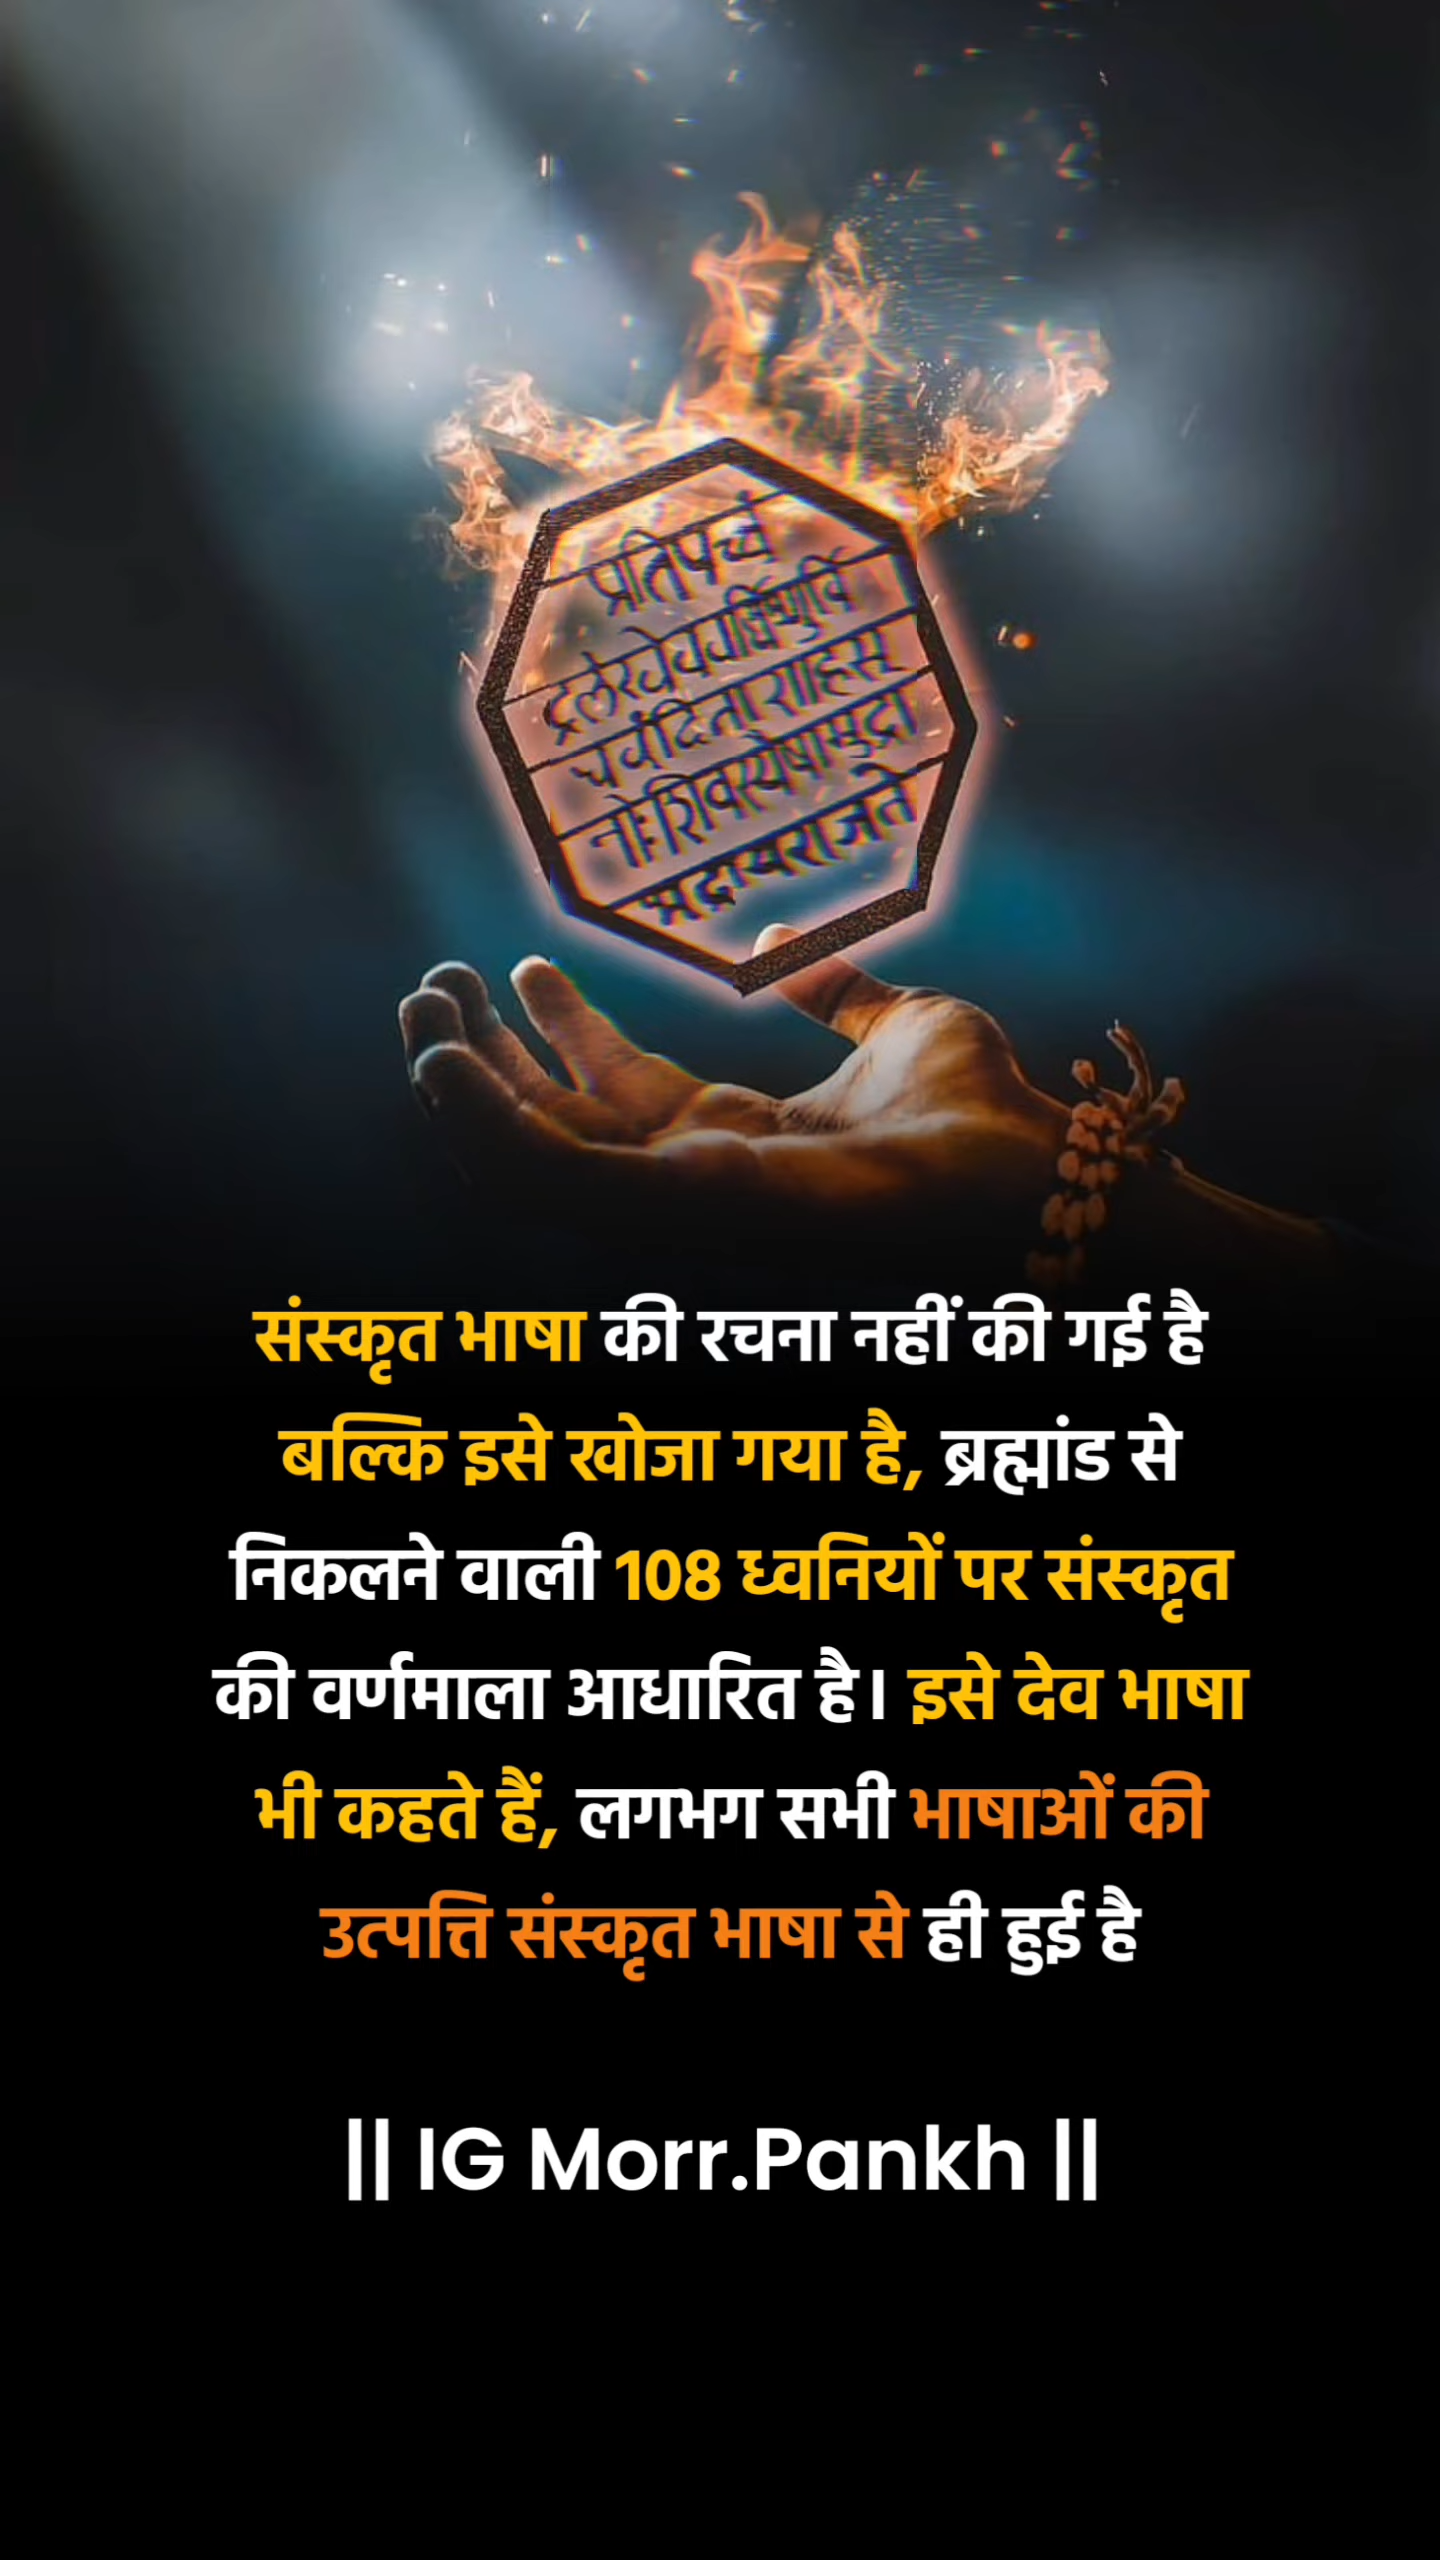 प्रतिपच्चं
द्रलेखेववर्धिष्णुर्वि
श्ववंदिता शाहसू
नोः शिवस्यैषामुद्रा
भद्रायराजते
संस्कृत भाषा की रचना नहीं की गई है
बल्कि इसे खोजा गया है, ब्रह्मांड से
निकलने वाली 108 ध्वनियों पर संस्कृत
की वर्णमाला आधारित है। इसे देव भाषा
भी कहते हैं, लगभग सभी भाषाओं की
उत्पत्ति संस्कृत भाषा से ही हुई है
|| IG Morr.Pankh ||